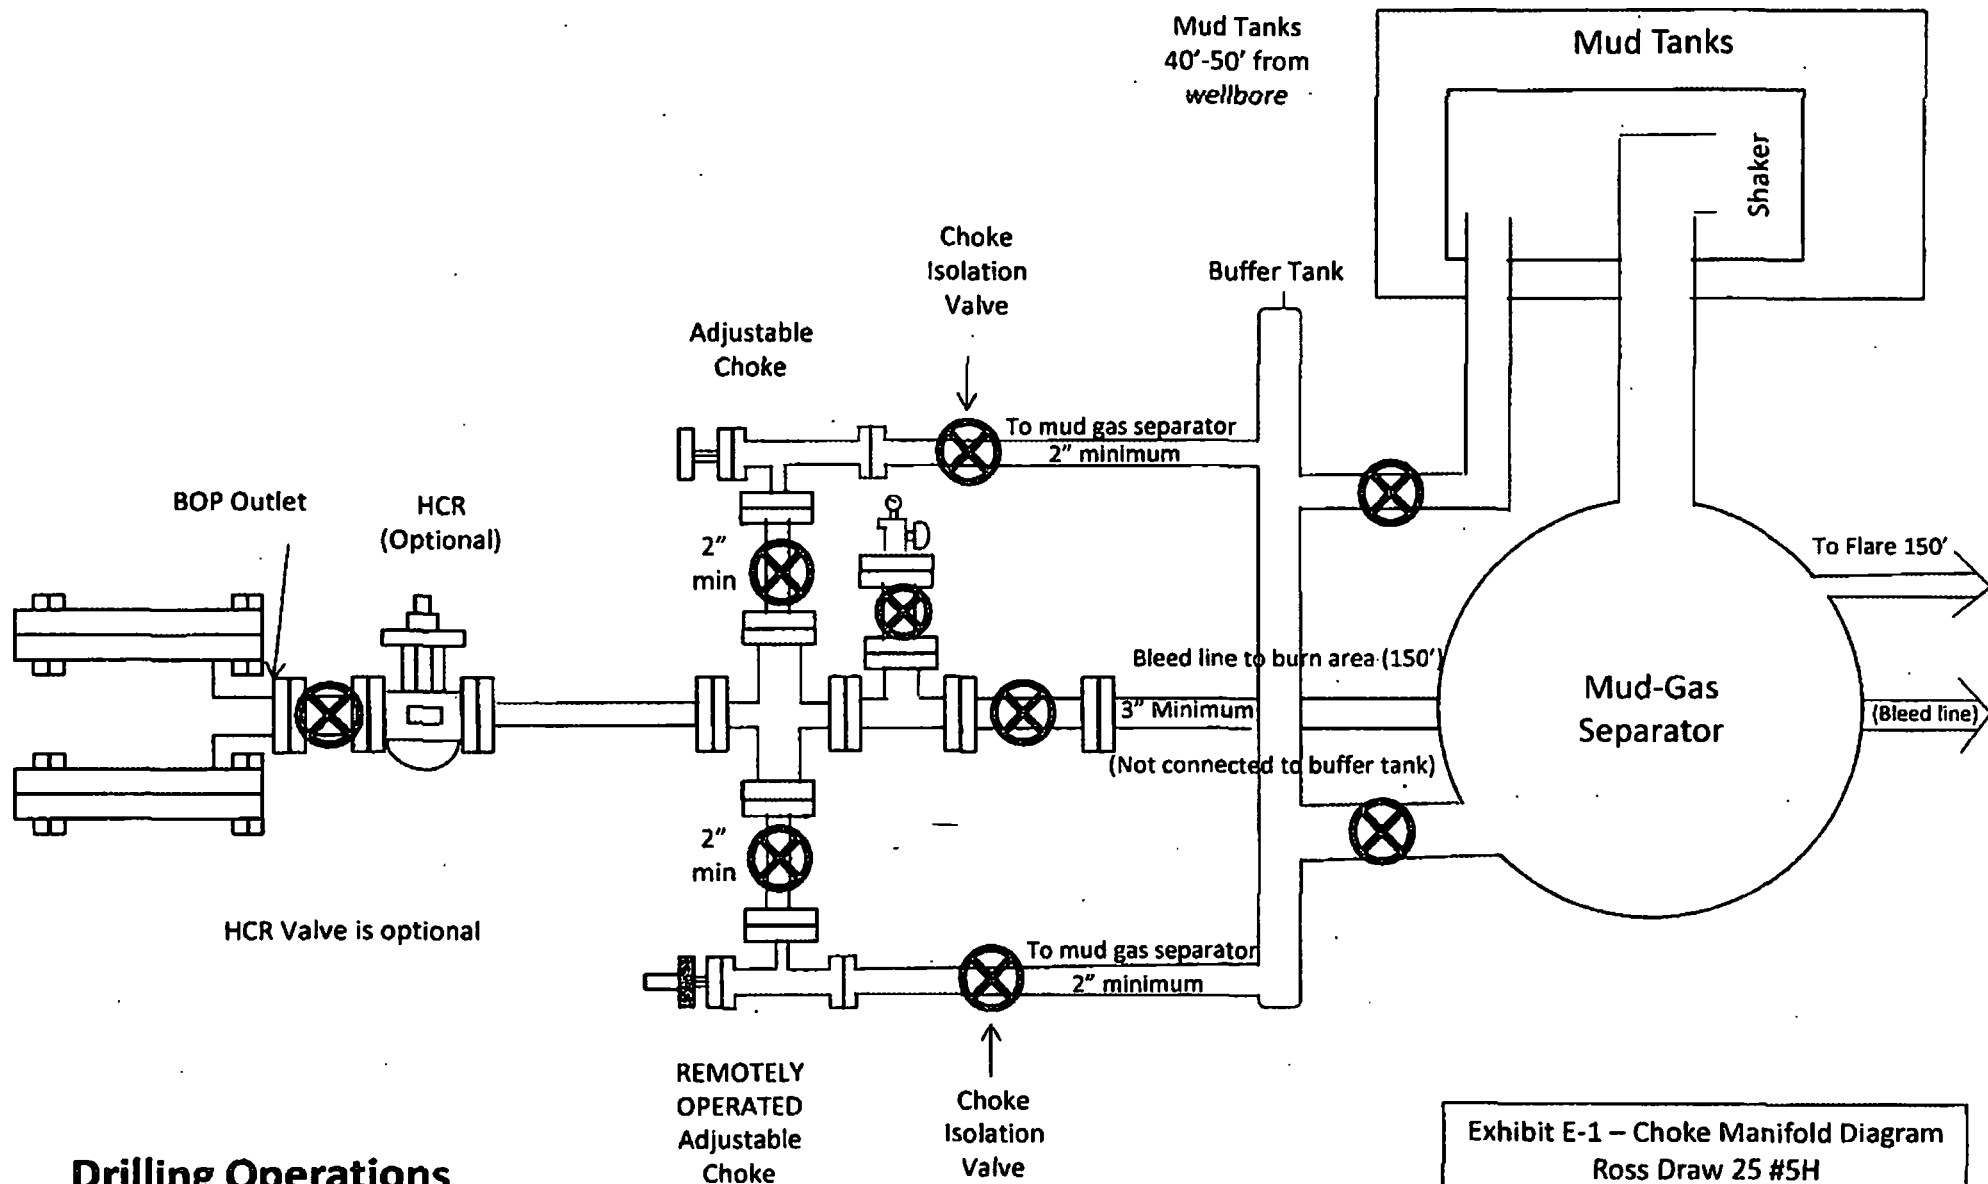 Mud Tanks
40'-50' from
wellbore
Mud Tanks
Shaker
Choke
Isolation
Valve
Buffer Tank
Adjustable
Choke
To mud gas separator
2" minimum
BOP Outlet
HCR
(Optional)
2"
min
To Flare 150'
Bleed line to burn area (150')
3" Minimum
(Not connected to buffer tank)
Mud-Gas
Separator
(Bleed line)
2"
min
HCR Valve is optional
To mud gas separator
2" minimum
REMOTELY
OPERATED
Adjustable
Choke
Choke
Isolation
Valve
Drilling Operations
Exhibit E-1 – Choke Manifold Diagram
Ross Draw 25 #5H